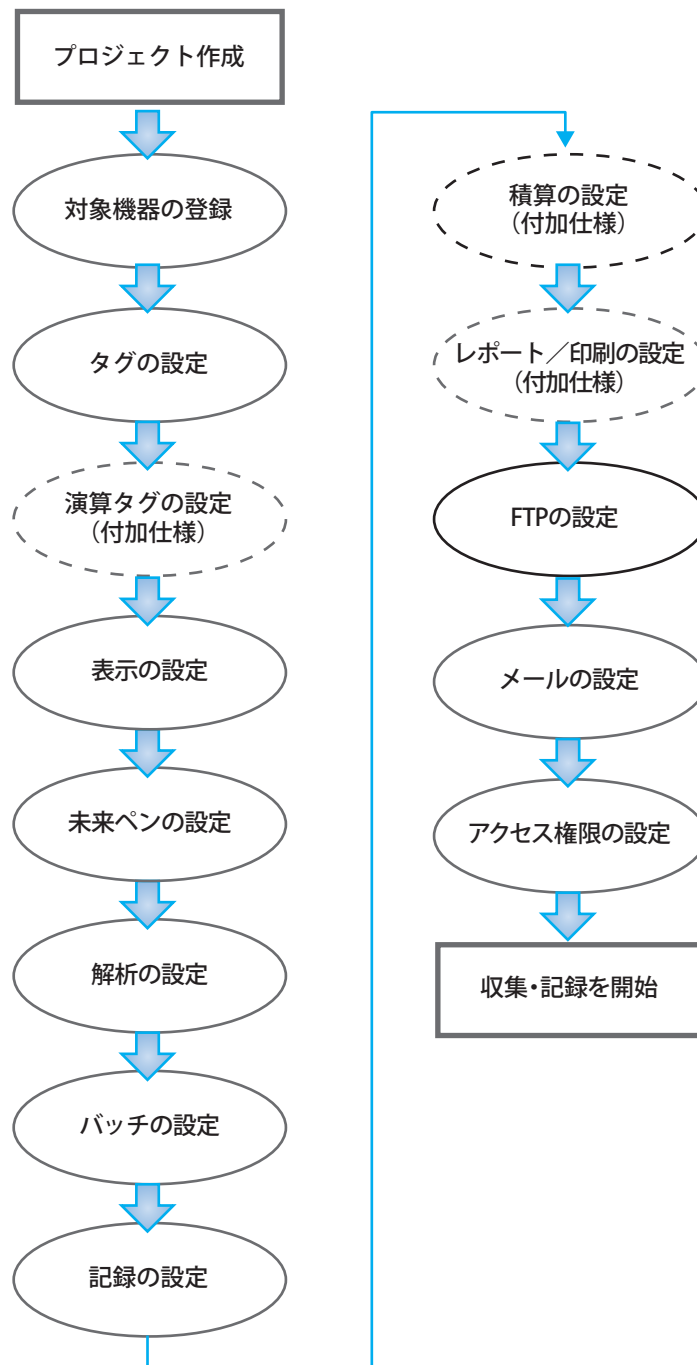 プロジェクト作成
対象機器の登録
タグの設定
演算タグの設定
(付加仕様)
表示の設定
未来ペンの設定
解析の設定
バッチの設定
記録の設定
積算の設定
(付加仕様)
レポート／印刷の設定
(付加仕様)
FTPの設定
メールの設定
アクセス権限の設定
収集・記録を開始